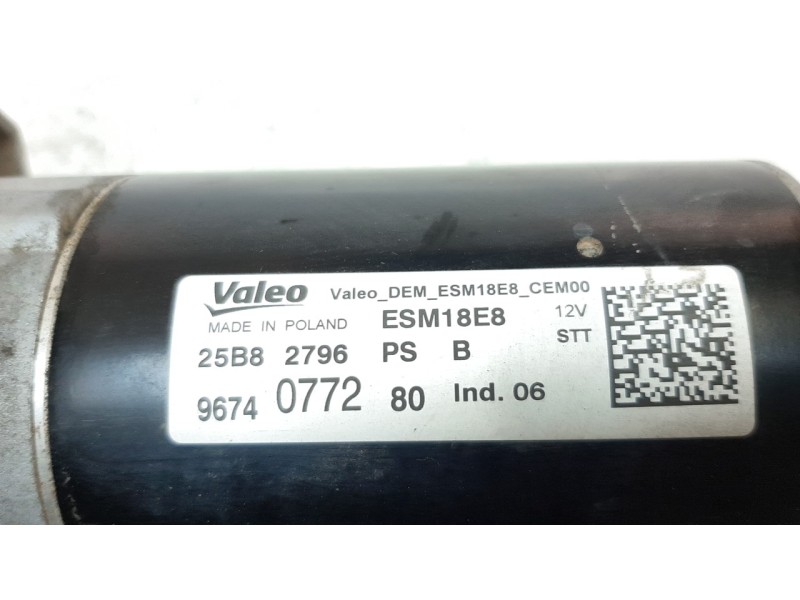 Valeo Valeo_DEM_ESM18E8_CEM00
MADE IN POLAND ESM18E8 12V
STT
25B8 2796 PS B
9674 0772 80 Ind. 06